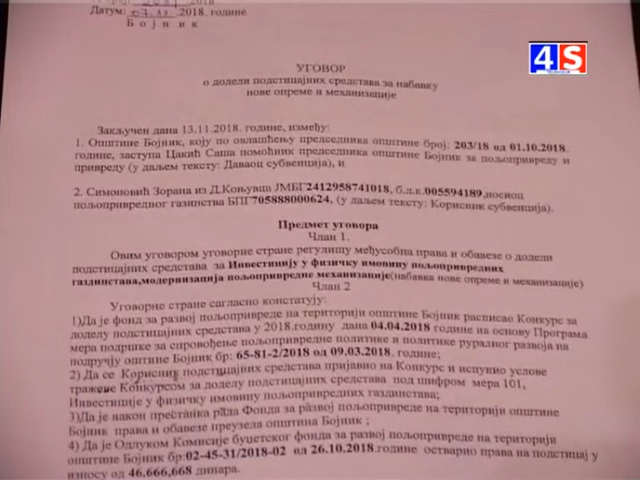 2018
Датум: 07.11 2018. године
Бојник
4S
УГОВОР
о додели подстицајних средстава за набавку
нове опреме и механизације
Закључен дана 13.11.2018. године, између:
1. Општине Бојник, коју по овлашћењу председника општине број: 203/18 од 01.10.2018.
године, заступа Цакић Саша помоћник председника општине Бојник за пољопривреду и
привреду (у даљем тексту: Давалац субвенција), и
2. Симоновић Зорана из Д.Коњувца ЈМБГ2412958741018, б.л.к.005594189,носиоц
пољопривредног газинства БПГ705888000624, (у даљем тексту: Корисник субвенција).
Предмет уговора
Члан 1.
Овим уговором уговорне стране регулишу међусобна права и обавезе о додели
подстицајних средстава за Инвестицију у физичку имовину пољопривредних
газдинстава,модернизација пољопривредне механизације(набавка нове опреме и механизације)
Члан 2
Уговорне стране сагласно констатују:
1)Да је фонд за развој пољопривреде на територији општине Бојник расписао Конкурс за
доделу подстицајних средстава у 2018.годину дана 04.04.2018 године на основу Програма
мера подршке за спровођење пољопривредне политике и политике руралног развоја на
подручју општине Бојник бр: 65-81-2/2018 од 09.03.2018. године;
2) Да се Корисник подстицајних средстава пријавио на Конкурс и испунио услове
тражене Конкурсом за доделу подстицајних средстава под шифром мера 101,
Инвестиције у физичку имовину пољопривредних газдинстава;
3)Да је након престанка рада Фонда за развој пољопривреде на територији општине
Бојник права и обавезе преузела општина Бојник ;
4) Да је Одлуком Комисије буџетског фонда за развој пољопривреде на територији
општине Бојник бр:02-45-31/2018-02 од 26.10.2018.године остварио права на подстицај у
износу од 46.666,668 динара.